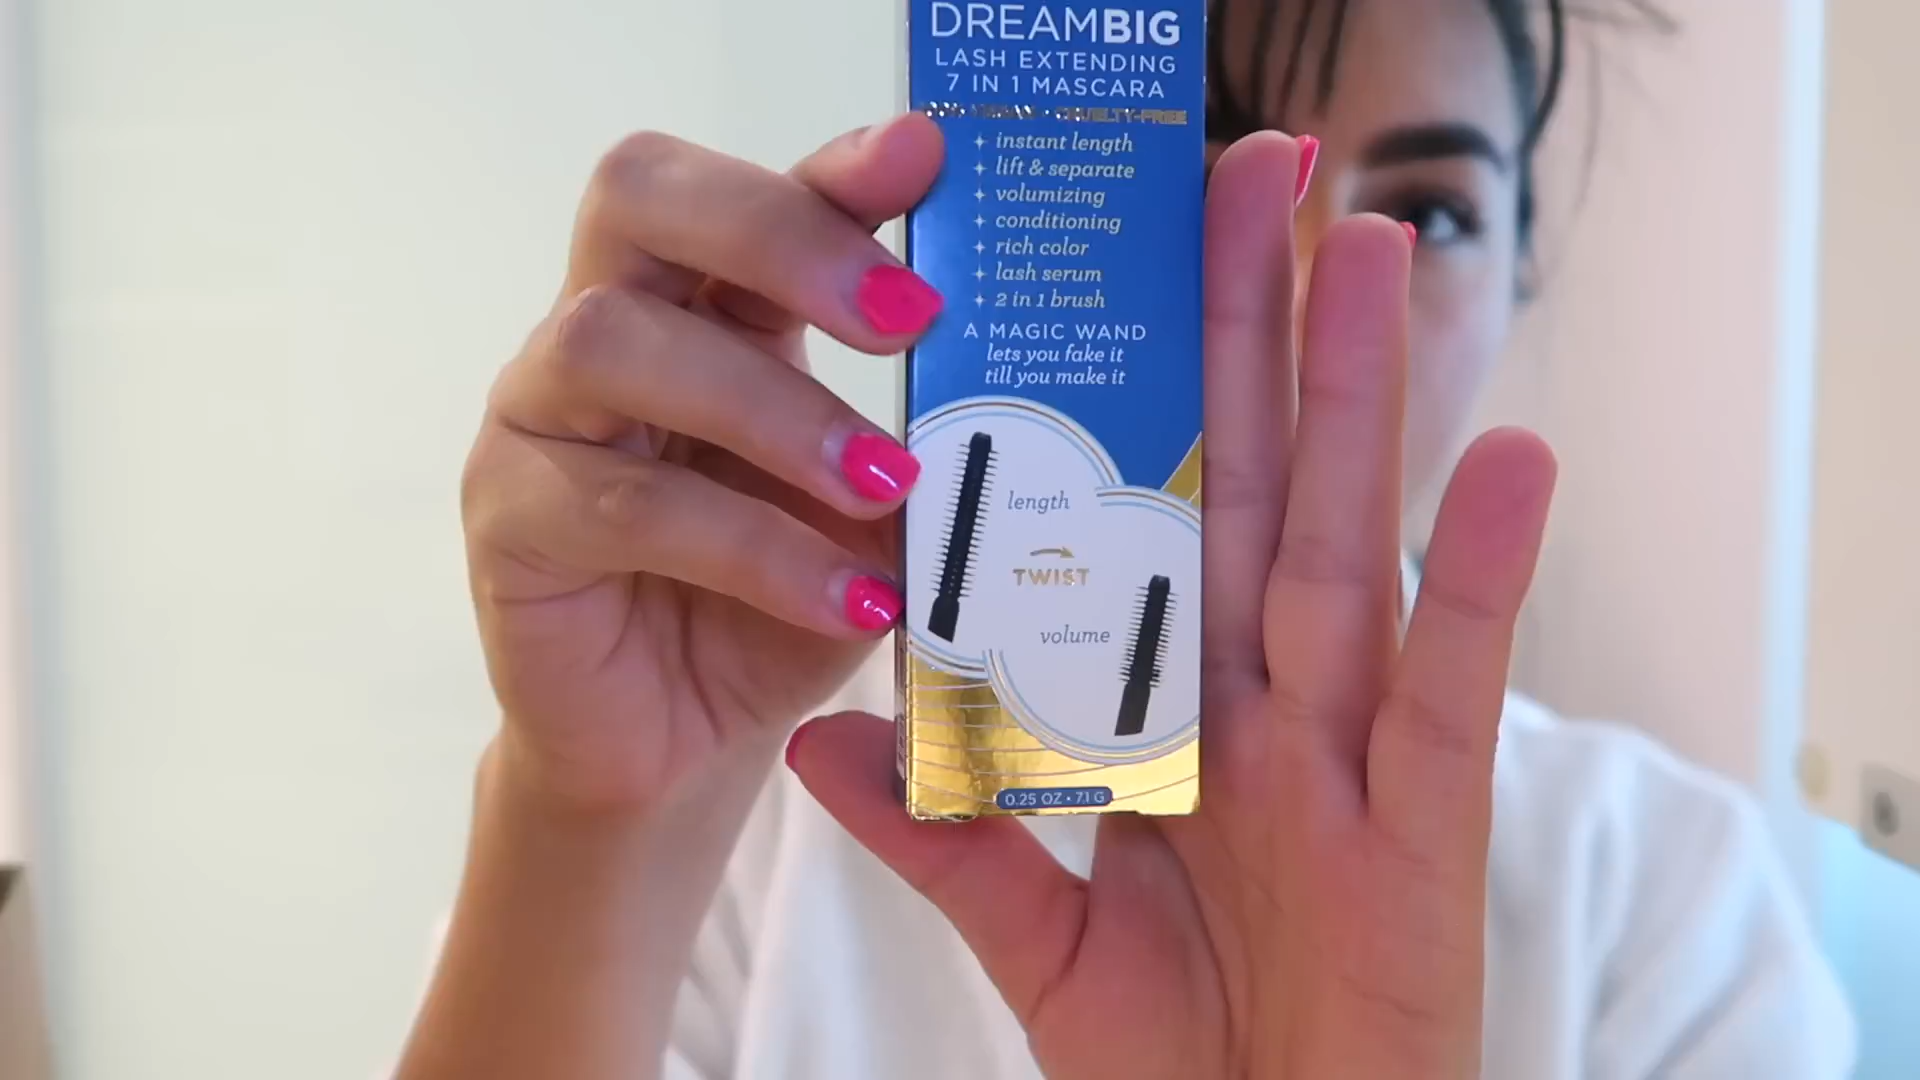 DREAMBIG
LASH EXTENDING
7 IN 1 MASCARA
CRUELTY-FREE
instant length
lift & separate
volumizing
conditioning
rich color
lash serum
2 in 1 brush
A MAGIC WAND
lets you fake it
till you make it
length
TWIST
volume
0.25 OZ • 7.1 G